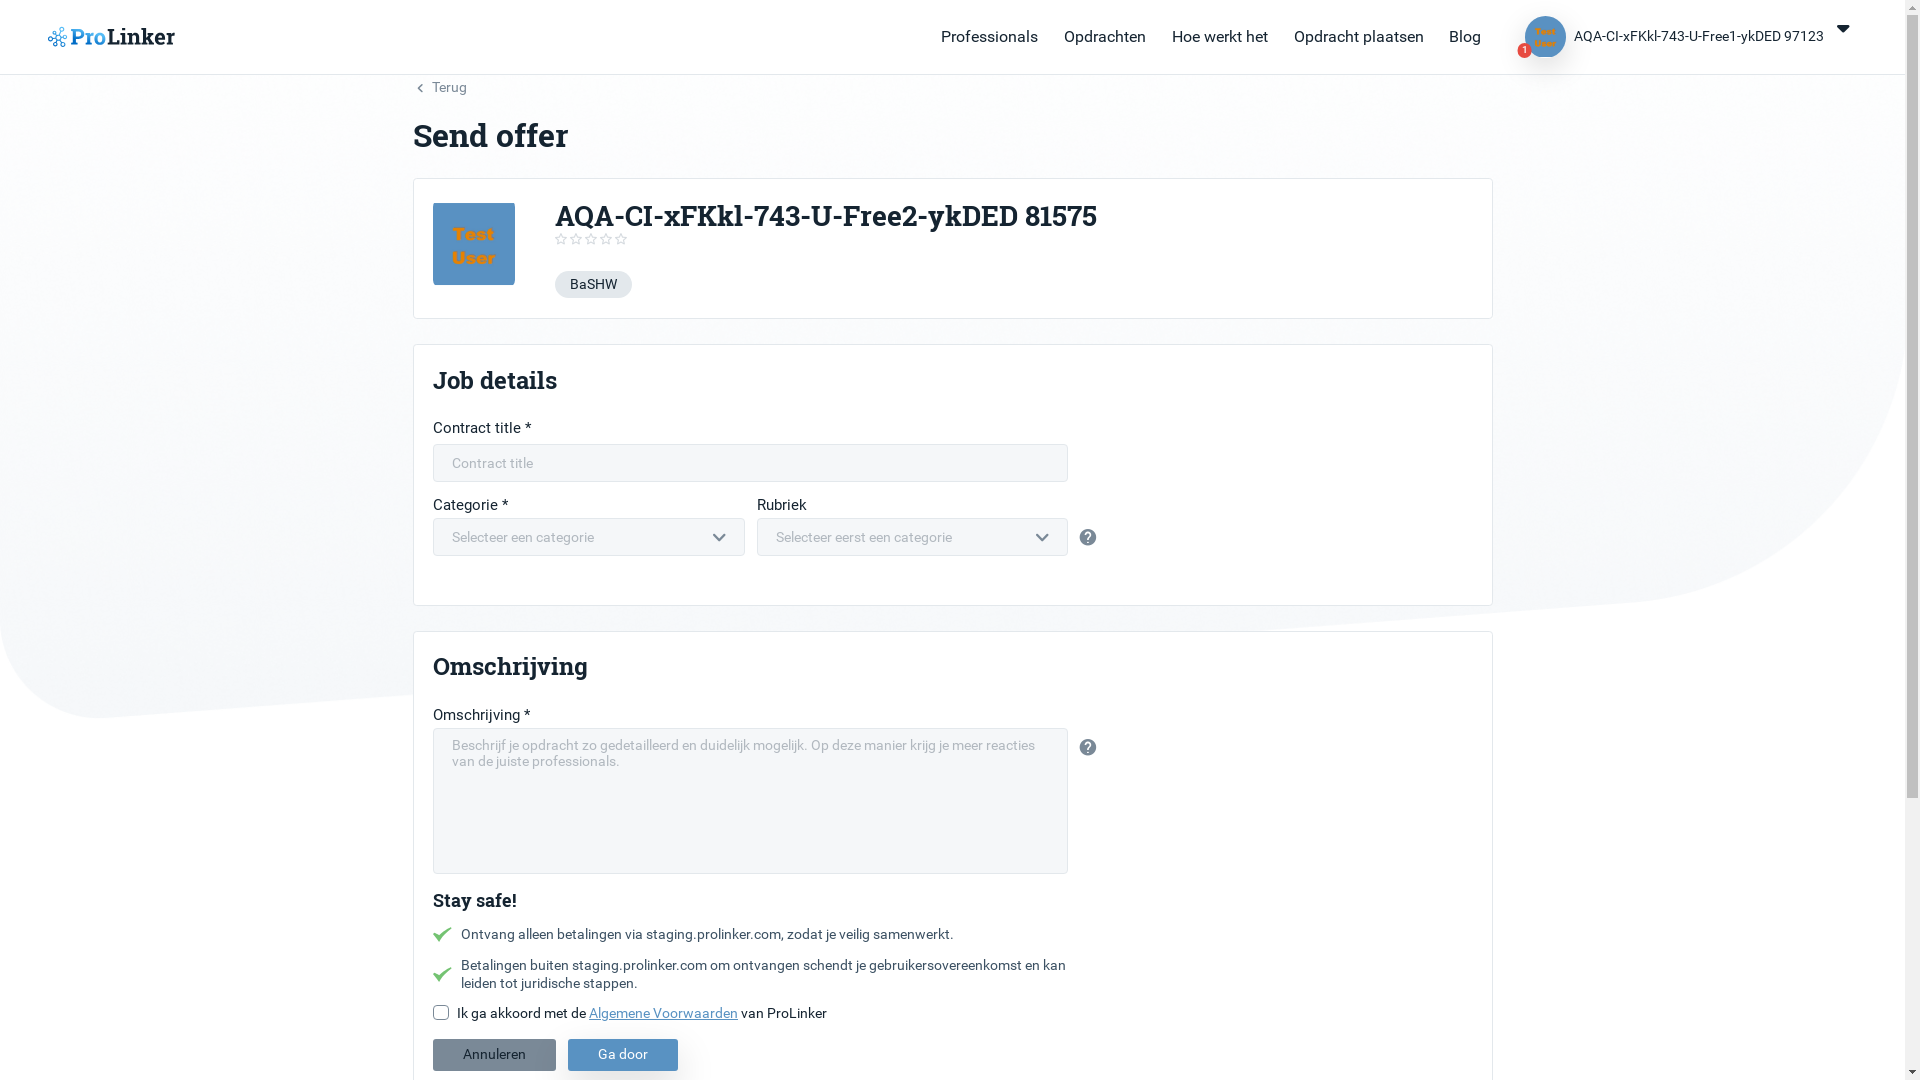 ProLinker
Professionals
Opdrachten
Hoe werkt het
Opdracht plaatsen
Blog
Test
User
1
AQA-CI-xFKkl-743-U-Free1-ykDED 97123
Terug
Send offer
Test
User
AQA-CI-xFKkl-743-U-Free2-ykDED 81575
BaSHW
Job details
Contract title *
Contract title
Categorie *
Rubriek
Selecteer een categorie
Selecteer eerst een categorie
?
Omschrijving
Omschrijving *
Beschrijf je opdracht zo gedetailleerd en duidelijk mogelijk. Op deze manier krijg je meer reacties
van de juiste professionals.
?
Stay safe!
Ontvang alleen betalingen via staging.prolinker.com, zodat je veilig samenwerkt.
Betalingen buiten staging.prolinker.com om ontvangen schendt je gebruikersovereenkomst en kan
leiden tot juridische stappen.
Ik ga akkoord met de Algemene Voorwaarden van ProLinker
Annuleren
Ga door